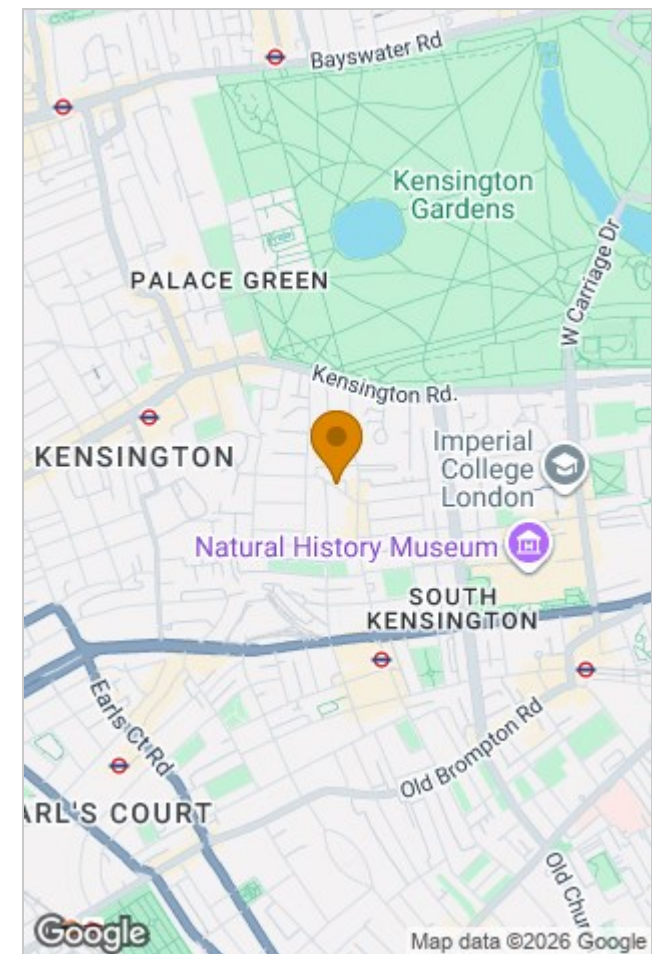 Bayswater Rd
Kensington
Gardens
W Carriage Dr
PALACE GREEN
Kensington Rd.
KENSINGTON
Imperial
College
London
Natural History Museum
SOUTH
KENSINGTON
Earls Ct Rd
Old Brompton Rd
ARL'S COURT
Old Chur
Google
Map data ©2026 Google